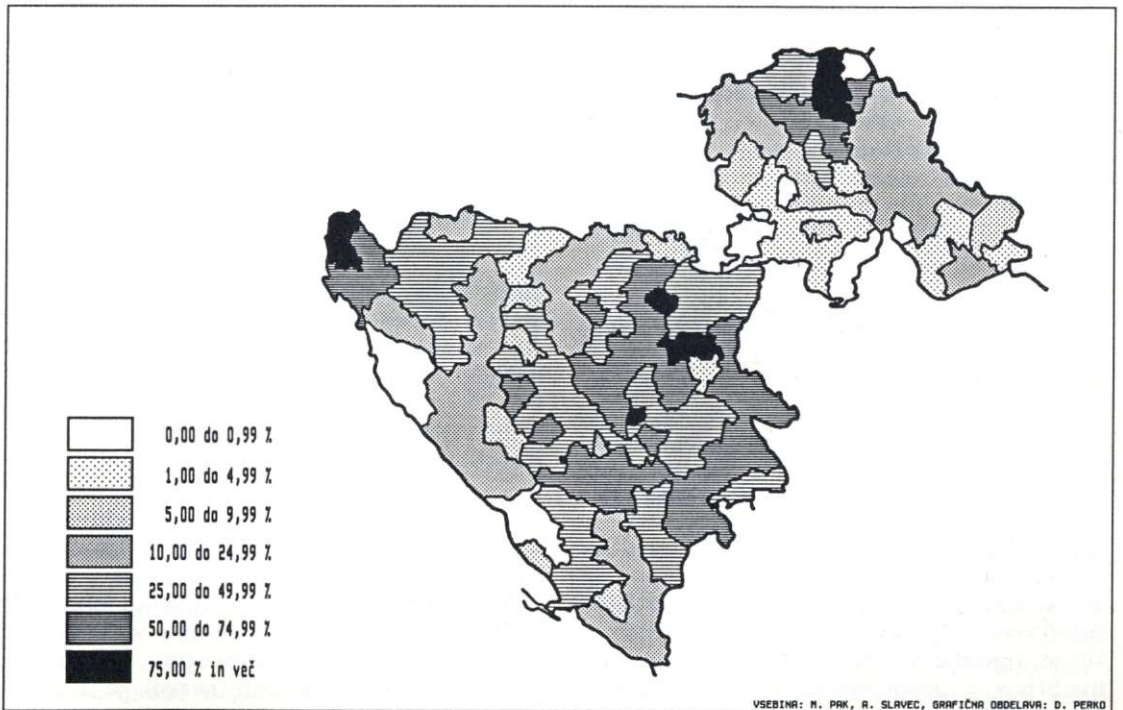 0,00 do 0,99 %
1,00 do 4,99 %
5,00 do 9,99 %
10,00 do 24,99 %
25,00 do 49,99 %
50,00 do 74,99 %
75,00 % in več
VSEBINA: M. PAK, A. SLAVEC, GRAFIČNA OBDELAVA: D. PERKO